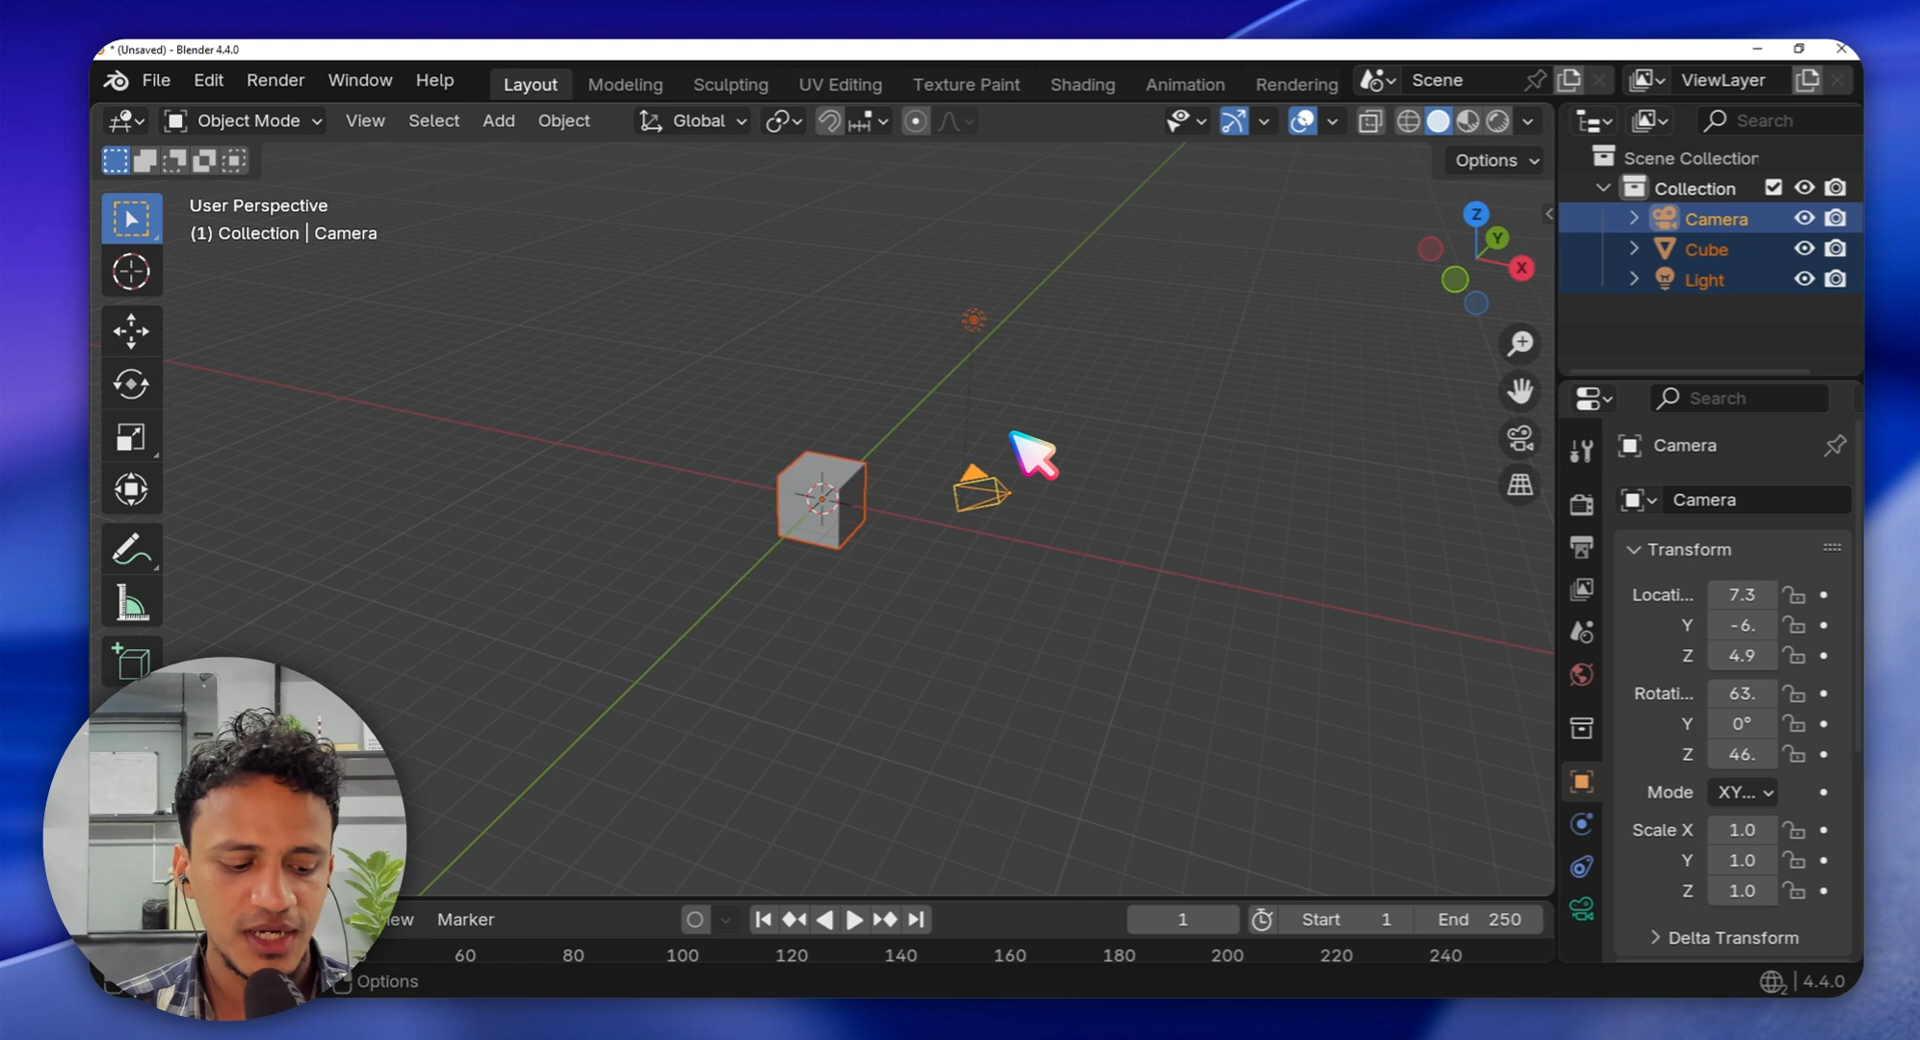 * (Unsaved) - Blender 4.4.0
File Edit Render Window Help Layout Modeling Sculpting UV Editing Texture Paint Shading Animation Rendering Scene ViewLayer
Object Mode View Select Add Object Global Search
Options
Scene Collection
Collection
Camera
Cube
Light
User Perspective
(1) Collection | Camera
Z
Y
X
Search
Camera
Camera
Transform
Locati... 7.3
Y -6.
Z 4.9
Rotati... 63.
Y 0°
Z 46.
Mode XY...
Scale X 1.0
Y 1.0
Z 1.0
Delta Transform
ew Marker 1 Start 1 End 250
60 80 100 120 140 160 180 200 220 240
Options
2 | 4.4.0